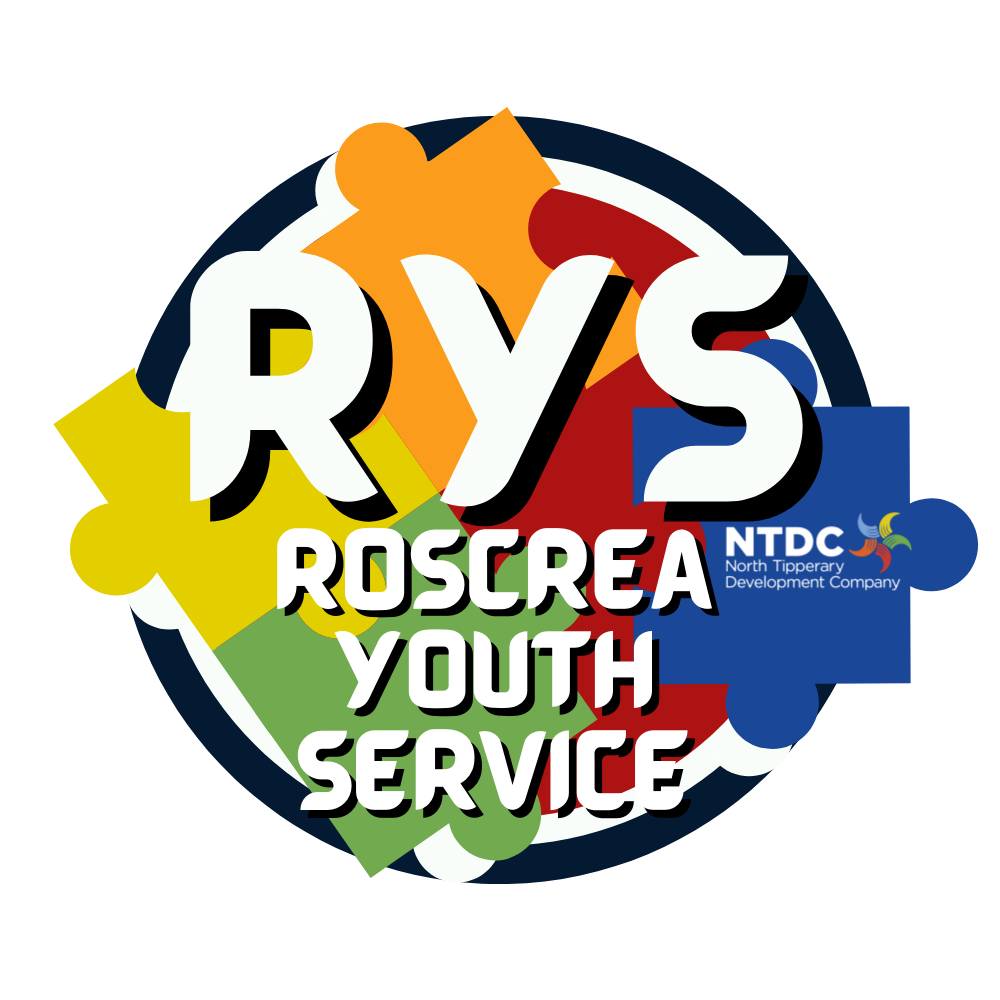 RYS
ROSCREA
YOUTH
SERVICE
NTDC
North Tipperary
Development Company